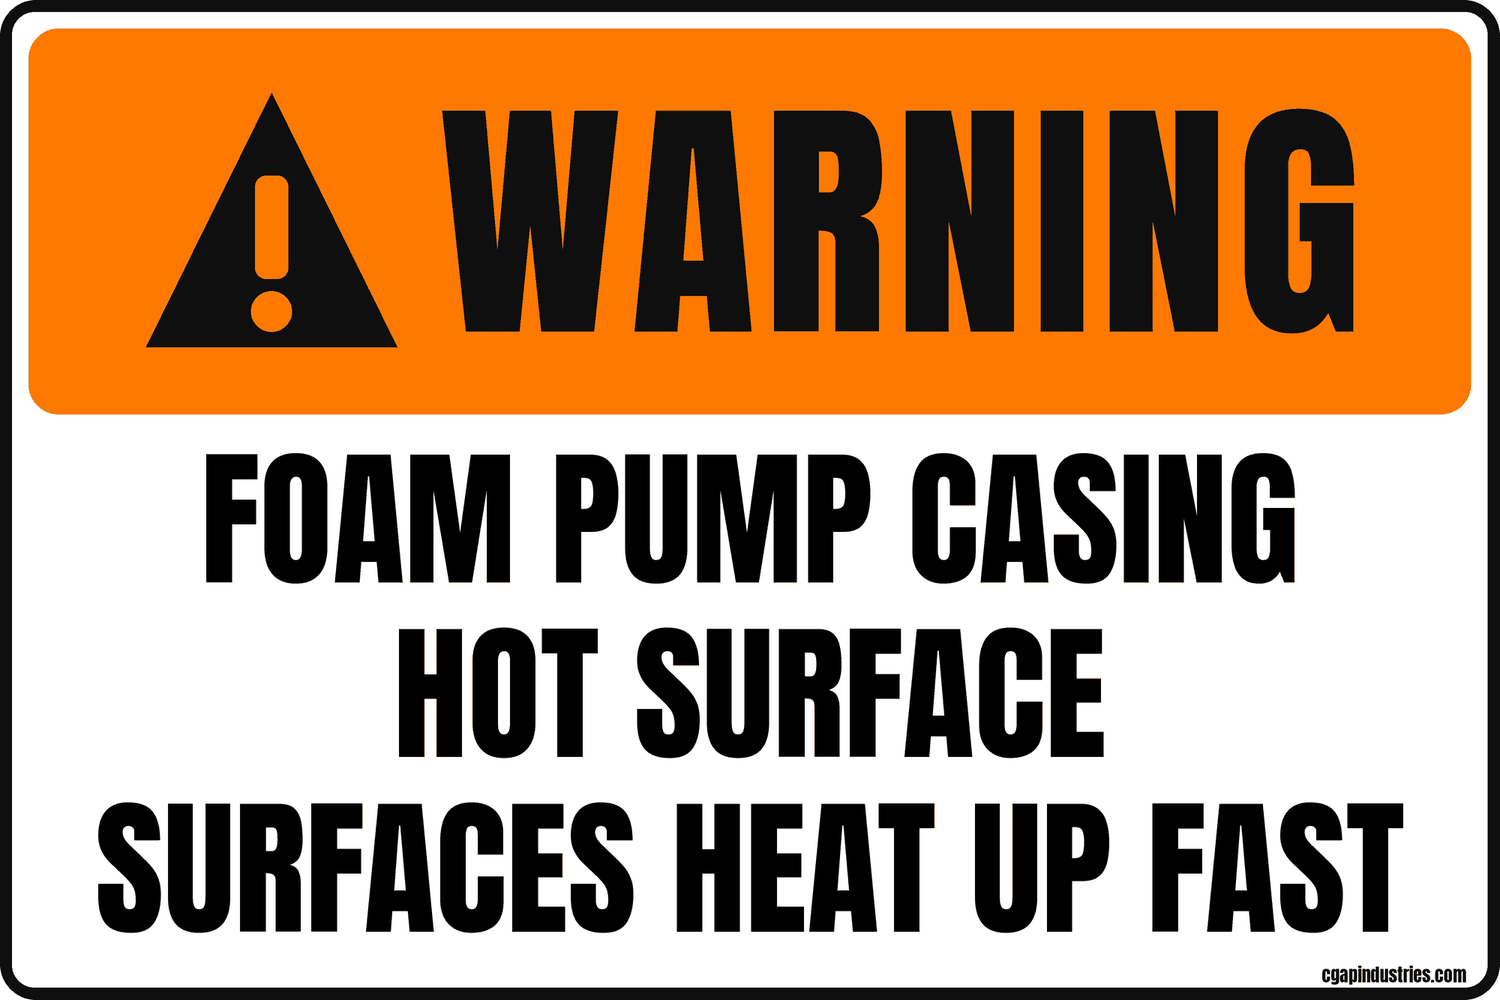 WARNING
FOAM PUMP CASING
HOT SURFACE
SURFACES HEAT UP FAST
cgapindustries.com